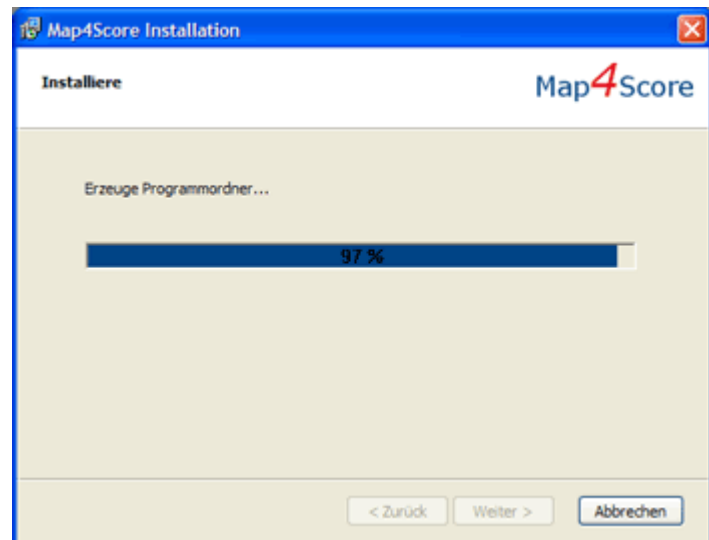 Map4Score Installation
Installiere
Map4Score
Erzeuge Programmordner...
97 %
< Zurück
Weiter >
Abbrechen